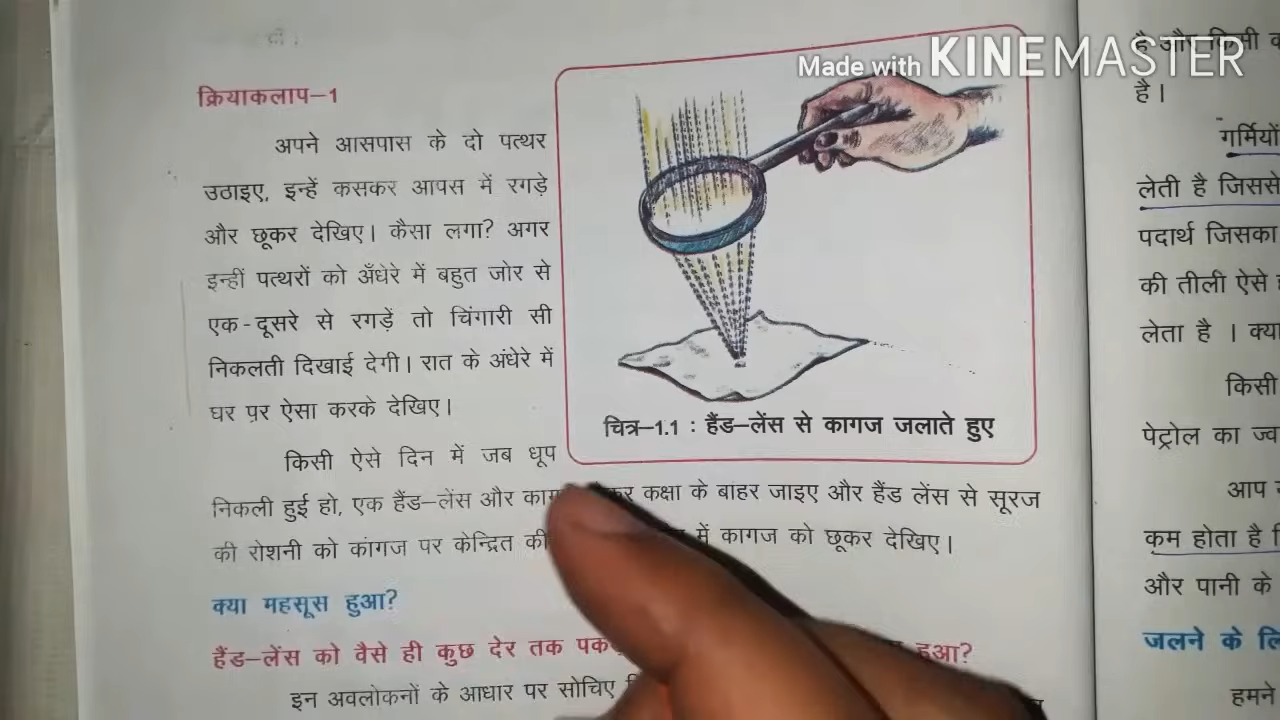 Made with KINEMASTER
क्रियाकलाप–1
अपने आसपास के दो पत्थर
उठाइए, इन्हें कसकर आपस में रगड़े
और छूकर देखिए। कैसा लगा? अगर
इन्हीं पत्थरों को अँधेरे में बहुत जोर से
एक-दूसरे से रगड़ें तो चिंगारी सी
निकलती दिखाई देगी। रात के अंधेरे में
घर पर ऐसा करके देखिए।
चित्र–1.1 : हैंड–लेंस से कागज जलाते हुए
किसी ऐसे दिन में जब धूप
निकली हुई हो, एक हैंड–लेंस और कक्षा के बाहर जाइए और हैंड लेंस से सूरज
की रोशनी को कागज पर केन्द्रित में कागज को छूकर देखिए।
क्या महसूस हुआ?
हैंड–लेंस को वैसे ही कुछ देर तक हुआ?
इन अवलोकनों के आधार पर सोचिए
है और किसी
है।
गर्मियों
लेती है जिससे
पदार्थ जिसका
की तीली ऐसे
लेता है । क्या
किसी
पेट्रोल का
आप
कम होता है
और पानी के
जलने के
हमने